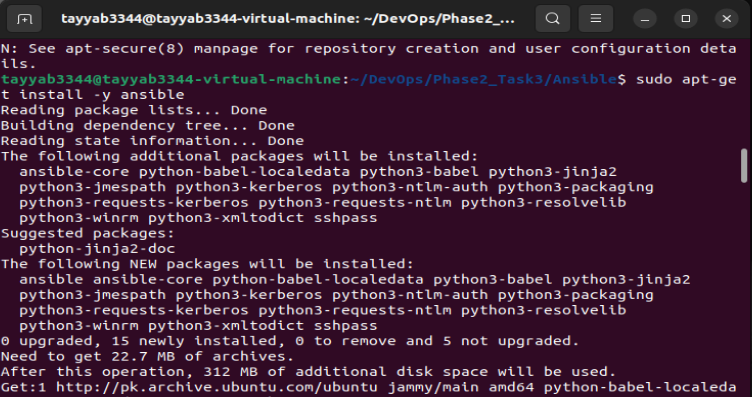 tayyab3344@tayyab3344-virtual-machine: ~/DevOps/Phase2_...
N: See apt-secure(8) manpage for repository creation and user configuration deta
ils.
tayyab3344@tayyab3344-virtual-machine:~/DevOps/Phase2_Task3/Ansible$ sudo apt-ge
t install -y ansible
Reading package lists... Done
Building dependency tree... Done
Reading state information... Done
The following additional packages will be installed:
  ansible-core python-babel-localedata python3-babel python3-jinja2
  python3-jmespath python3-kerberos python3-ntlm-auth python3-packaging
  python3-requests-kerberos python3-requests-ntlm python3-resolvelib
  python3-winrm python3-xmltodict sshpass
Suggested packages:
  python-jinja2-doc
The following NEW packages will be installed:
  ansible ansible-core python-babel-localedata python3-babel python3-jinja2
  python3-jmespath python3-kerberos python3-ntlm-auth python3-packaging
  python3-requests-kerberos python3-requests-ntlm python3-resolvelib
  python3-winrm python3-xmltodict sshpass
0 upgraded, 15 newly installed, 0 to remove and 5 not upgraded.
Need to get 22.7 MB of archives.
After this operation, 312 MB of additional disk space will be used.
Get:1 http://pk.archive.ubuntu.com/ubuntu jammy/main amd64 python-babel-localeda